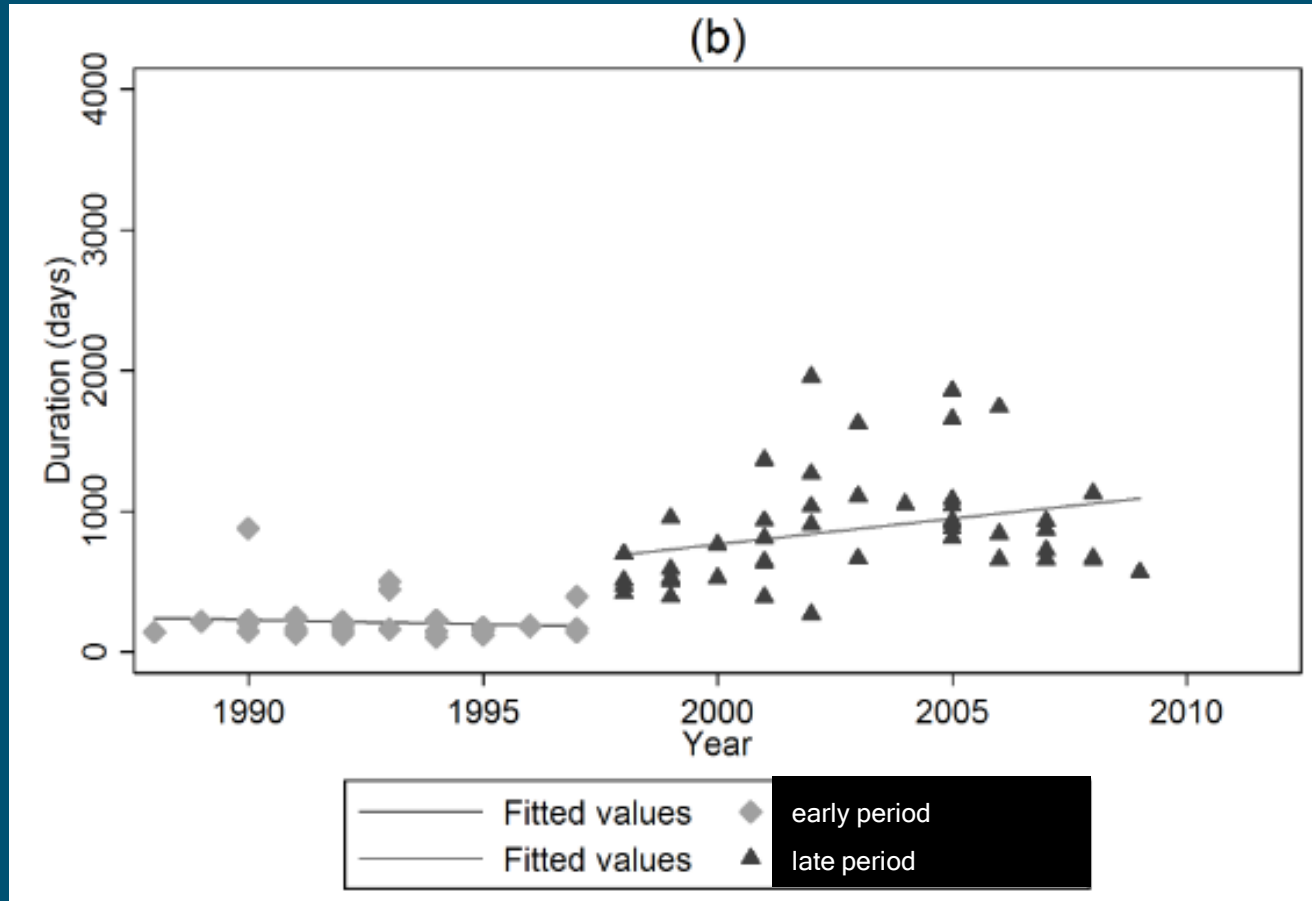 (b)
Duration (days)
4000
3000
2000
1000
0
1990 1995 2000 2005 2010
Year
Fitted values early period
Fitted values late period